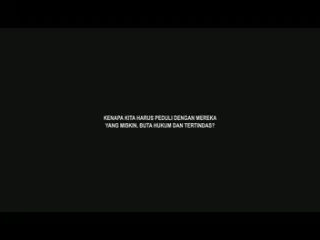 KENAPA KITA HARUS PEDULI DENGAN MEREKA
YANG MISKIN, BUTA HUKUM DAN TERTINDAS?